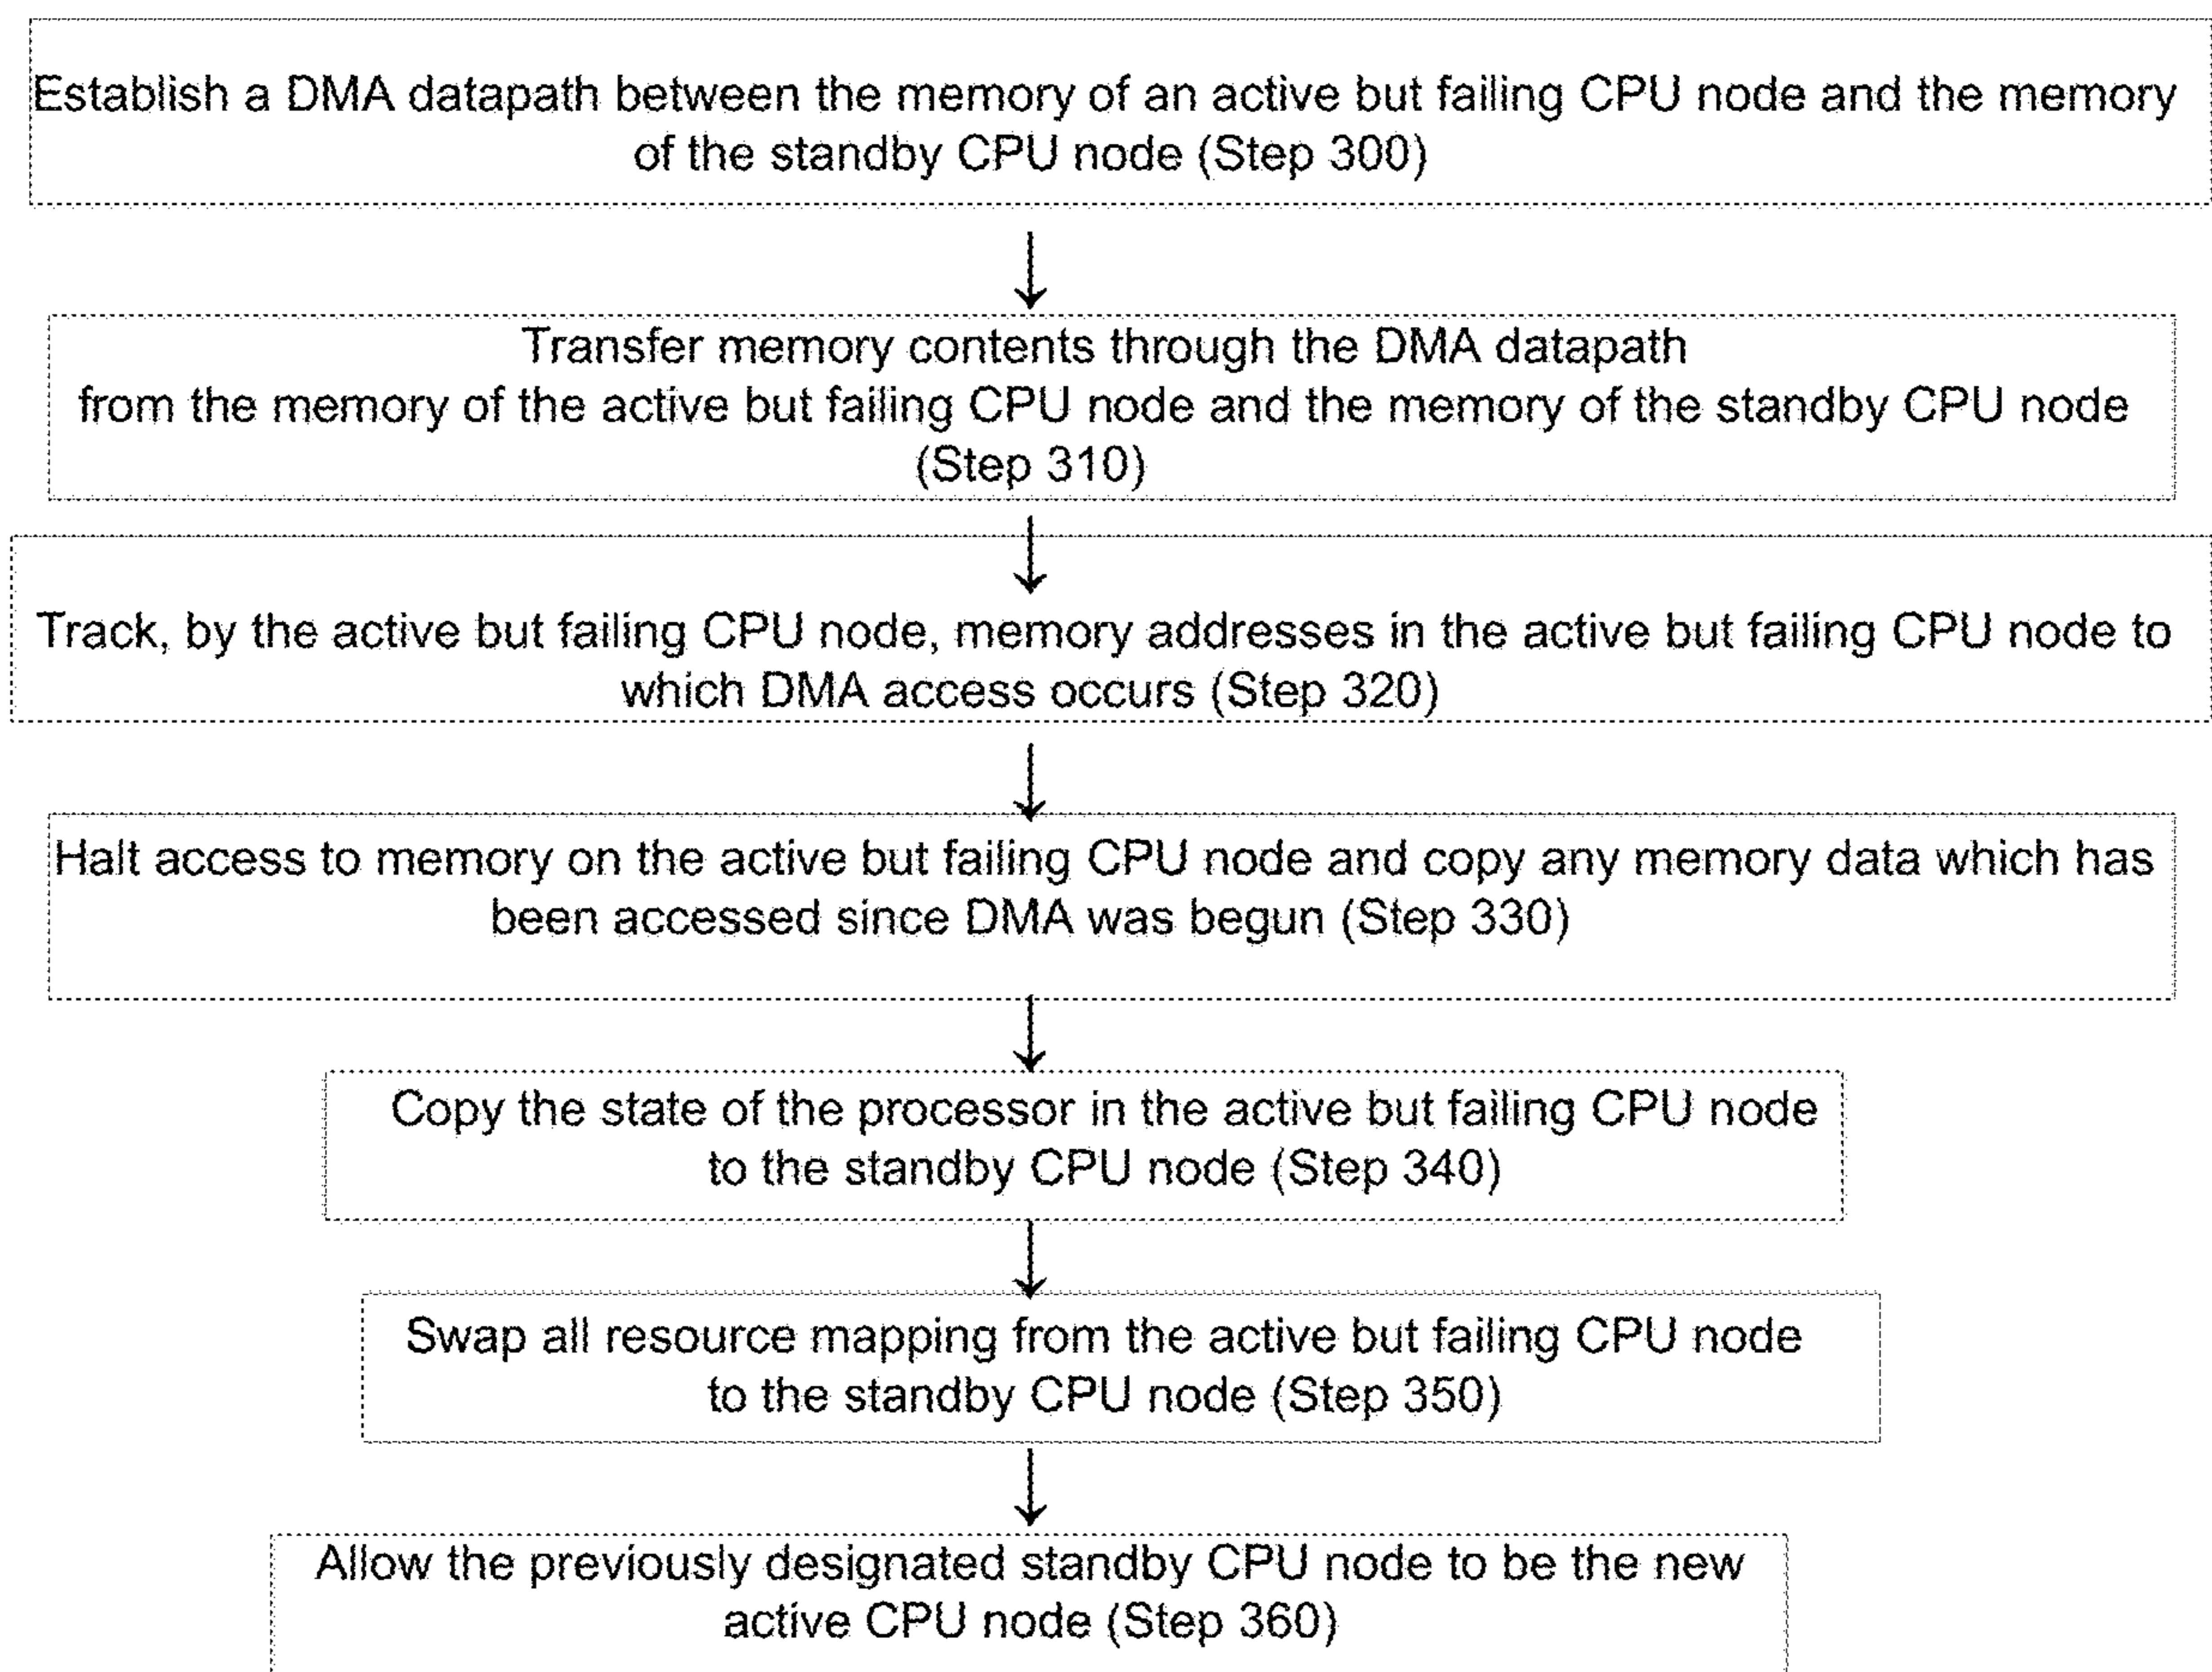 Establish a DMA datapath between the memory of an active but failing CPU node and the memory
of the standby CPU node (Step 300)
Transfer memory contents through the DMA datapath
from the memory of the active but failing CPU node and the memory of the standby CPU node
(Step 310)
Track, by the active but failing CPU node, memory addresses in the active but failing CPU node to
which DMA access occurs (Step 320)
Halt access to memory on the active but failing CPU node and copy any memory data which has
been accessed since DMA was begun (Step 330)
Copy the state of the processor in the active but failing CPU node
to the standby CPU node (Step 340)
Swap all resource mapping from the active but failing CPU node
to the standby CPU node (Step 350)
Allow the previously designated standby CPU node to be the new
active CPU node (Step 360)